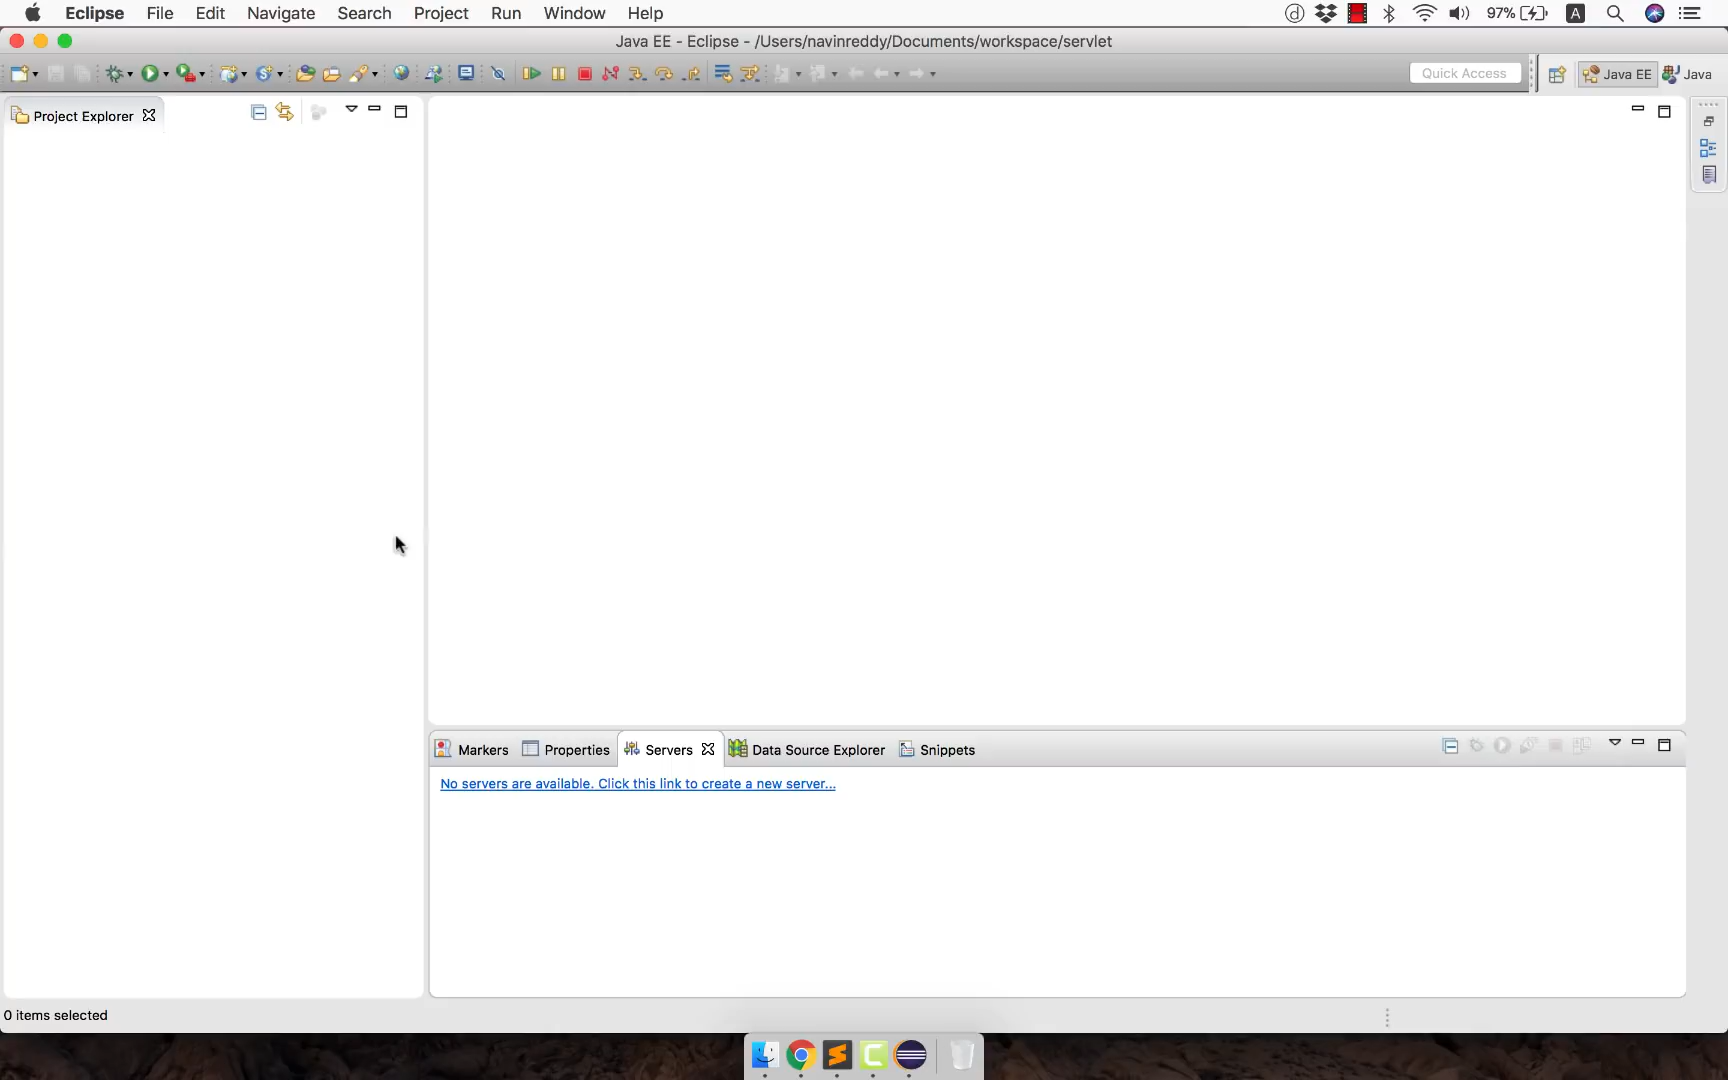 Eclipse File Edit Navigate Search Project Run Window Help 97% A
Java EE - Eclipse - /Users/navinreddy/Documents/workspace/servlet
Quick Access Java EE Java
Project Explorer
Markers Properties Servers Data Source Explorer Snippets
No servers are available. Click this link to create a new server...
0 items selected